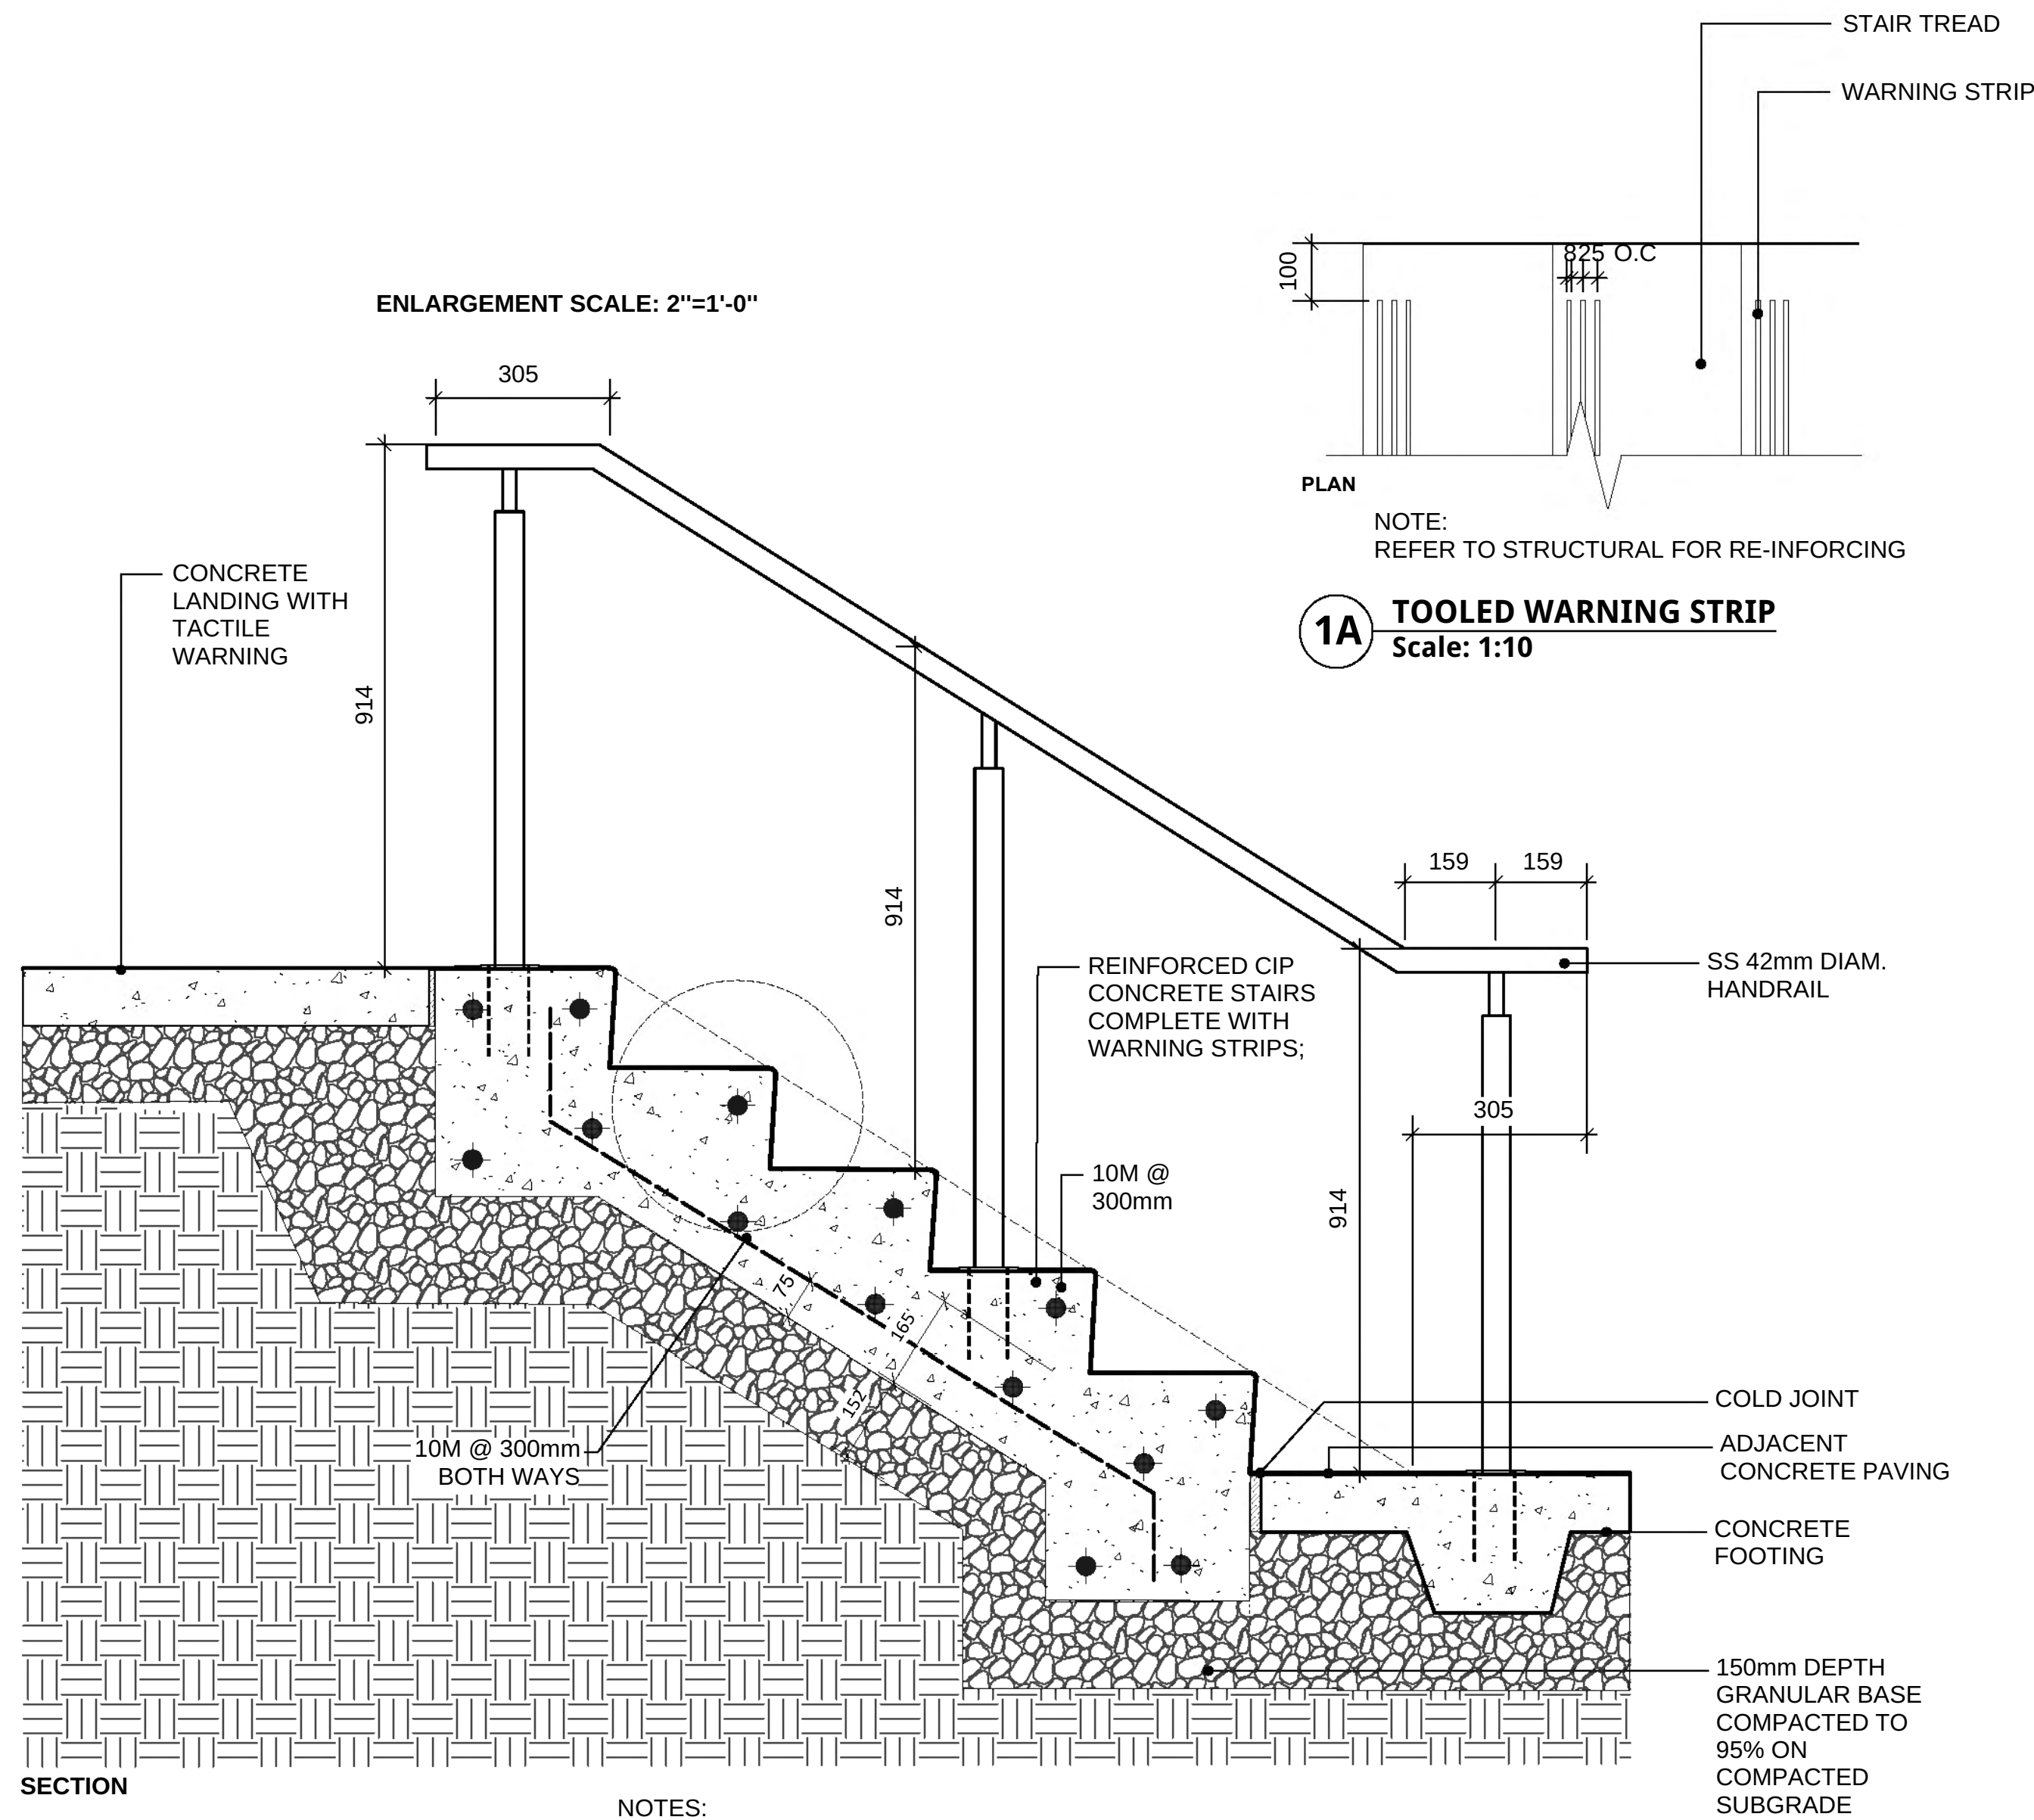 STAIR TREAD
WARNING STRIP
825 O.C
100
PLAN
NOTE:
REFER TO STRUCTURAL FOR RE-INFORCING
1A
TOOLED WARNING STRIP
Scale: 1:10
ENLARGEMENT SCALE: 2"=1'-0"
305
CONCRETE
LANDING WITH
TACTILE
WARNING
914
914
159
159
REINFORCED CIP
CONCRETE STAIRS
COMPLETE WITH
WARNING STRIPS;
SS 42mm DIAM.
HANDRAIL
305
10M @
300mm
914
75
165
152
10M @ 300mm
BOTH WAYS
COLD JOINT
ADJACENT
CONCRETE PAVING
CONCRETE
FOOTING
150mm DEPTH
GRANULAR BASE
COMPACTED TO
95% ON
COMPACTED
SUBGRADE
SECTION
NOTES: